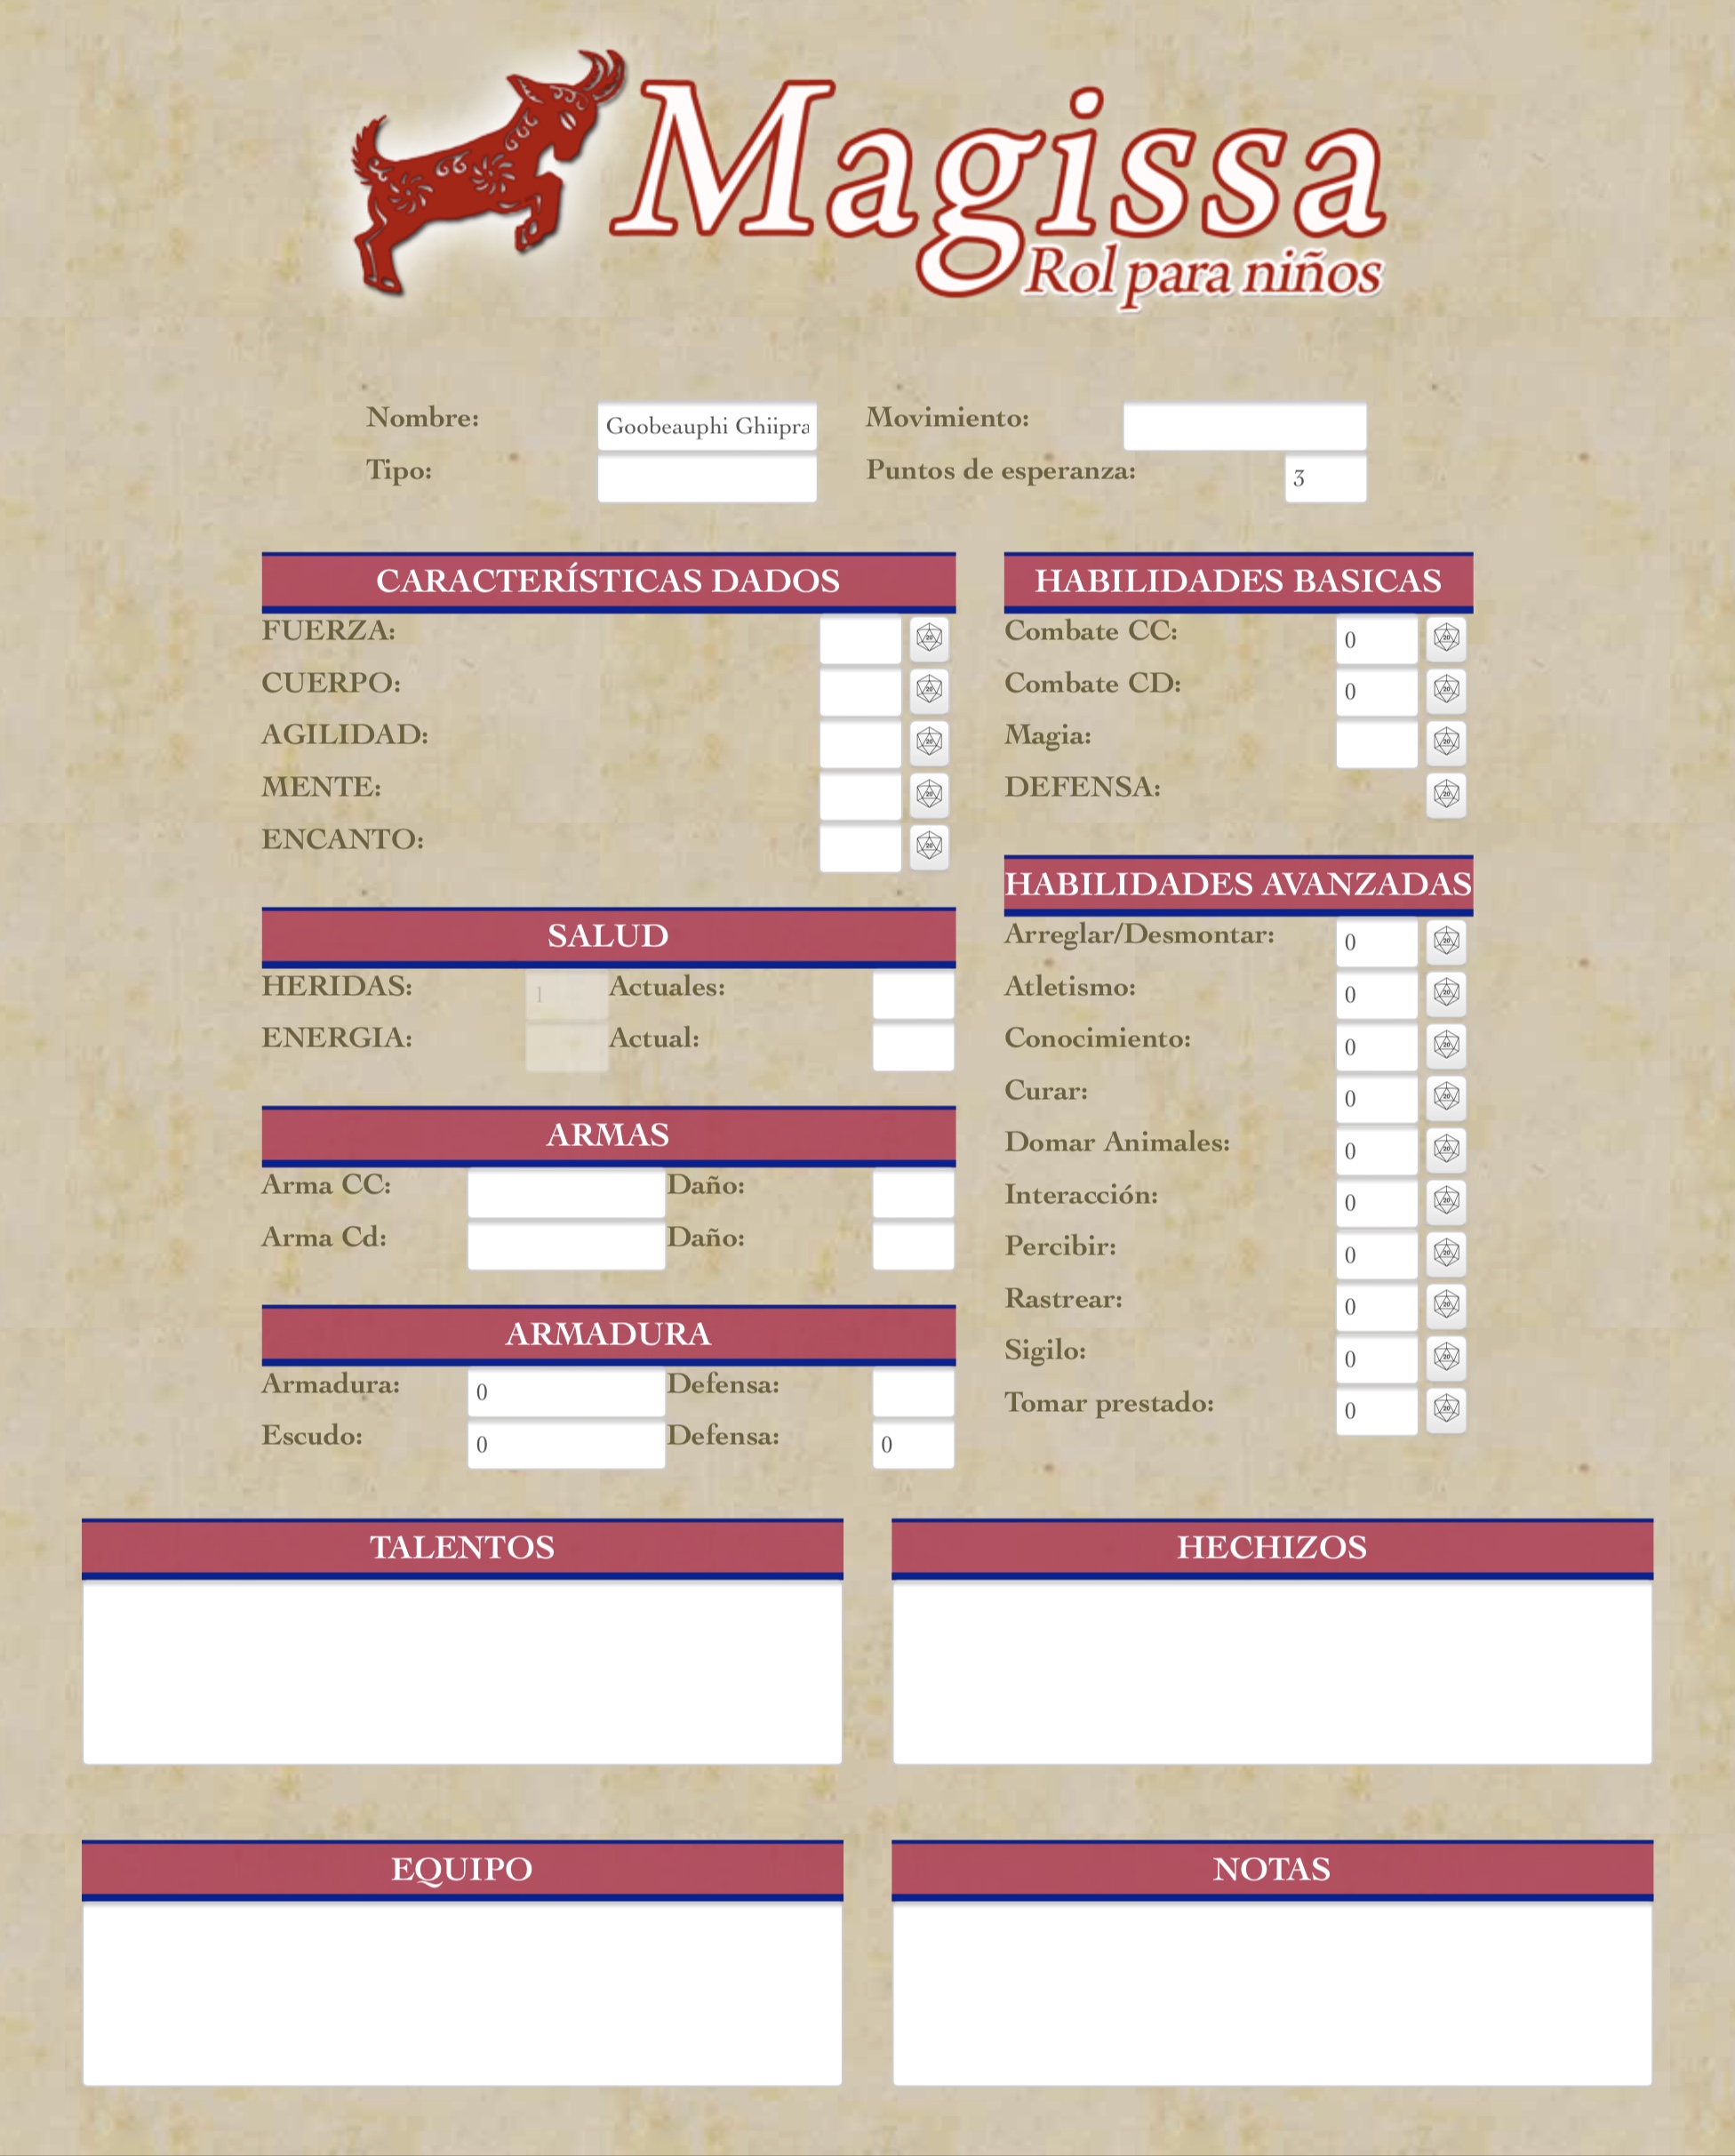 Magissa
Rol para niños
Nombre: Goobeauphi Ghiipra Movimiento:
Tipo: Puntos de esperanza: 3
CARACTERÍSTICAS DADOS
FUERZA:
CUERPO:
AGILIDAD:
MENTE:
ENCANTO:
SALUD
HERIDAS: 1 Actuales:
ENERGIA: Actual:
ARMAS
Arma CC: Daño:
Arma Cd: Daño:
ARMADURA
Armadura: 0 Defensa:
Escudo: 0 Defensa: 0
HABILIDADES BASICAS
Combate CC: 0
Combate CD: 0
Magia:
DEFENSA:
HABILIDADES AVANZADAS
Arreglar/Desmontar: 0
Atletismo: 0
Conocimiento: 0
Curar: 0
Domar Animales: 0
Interacción: 0
Percibir: 0
Rastrear: 0
Sigilo: 0
Tomar prestado: 0
TALENTOS
HECHIZOS
EQUIPO
NOTAS